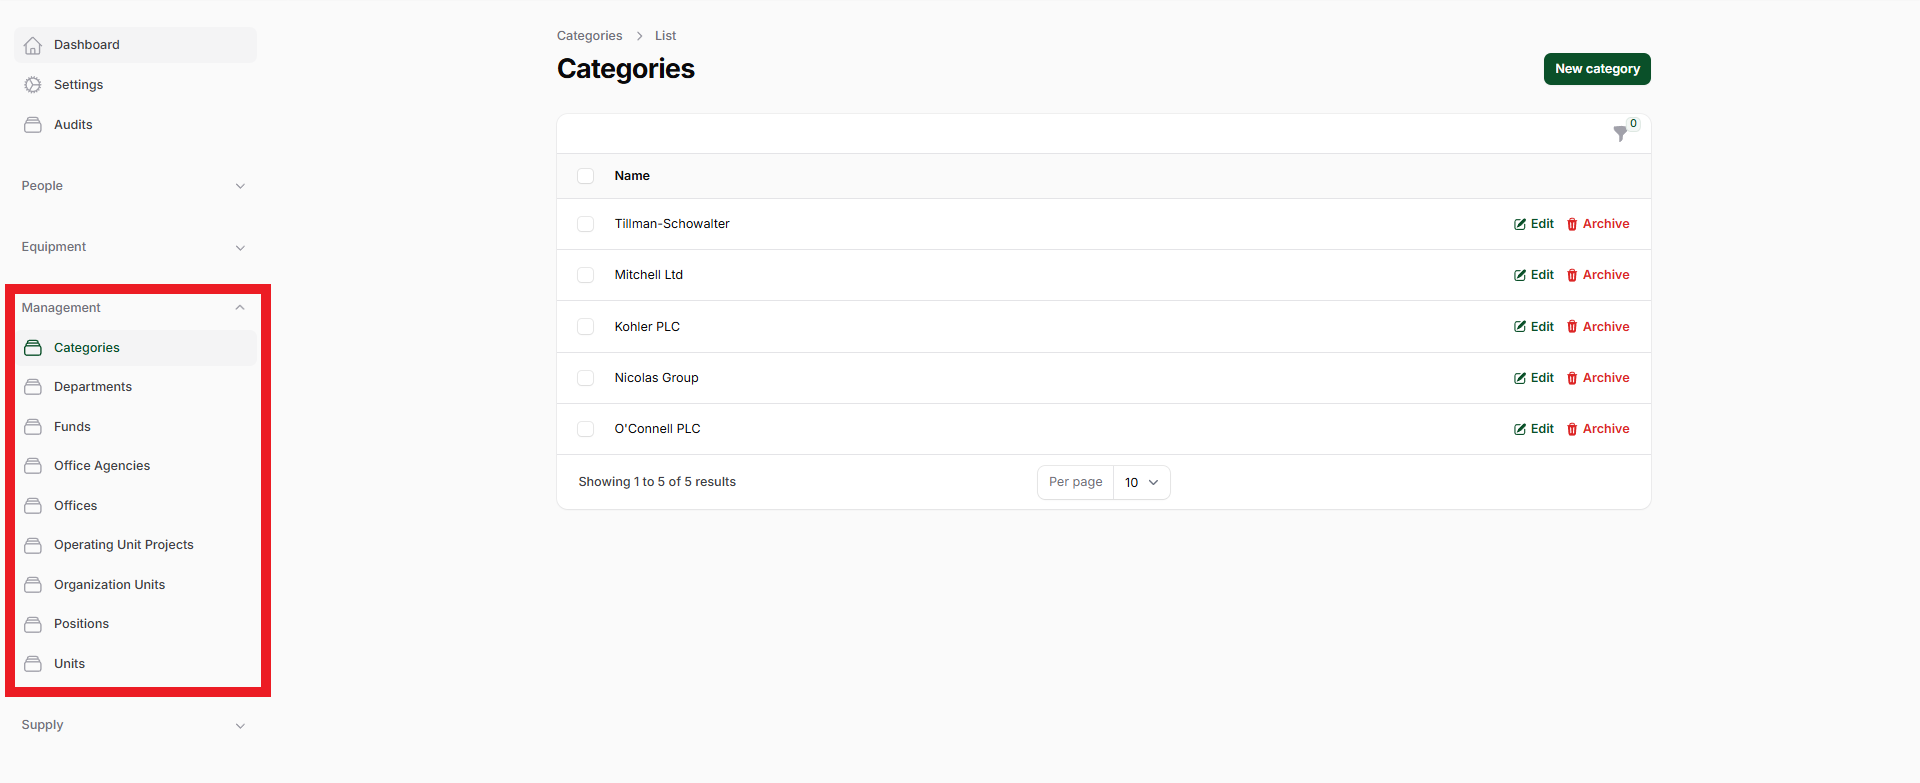 Dashboard
Settings
Audits
People
Equipment
Management
Categories
Departments
Funds
Office Agencies
Offices
Operating Unit Projects
Organization Units
Positions
Units
Supply
Categories > List
Categories
New category
0
Name
Tillman-Schowalter Edit Archive
Mitchell Ltd Edit Archive
Kohler PLC Edit Archive
Nicolas Group Edit Archive
O'Connell PLC Edit Archive
Showing 1 to 5 of 5 results Per page 10